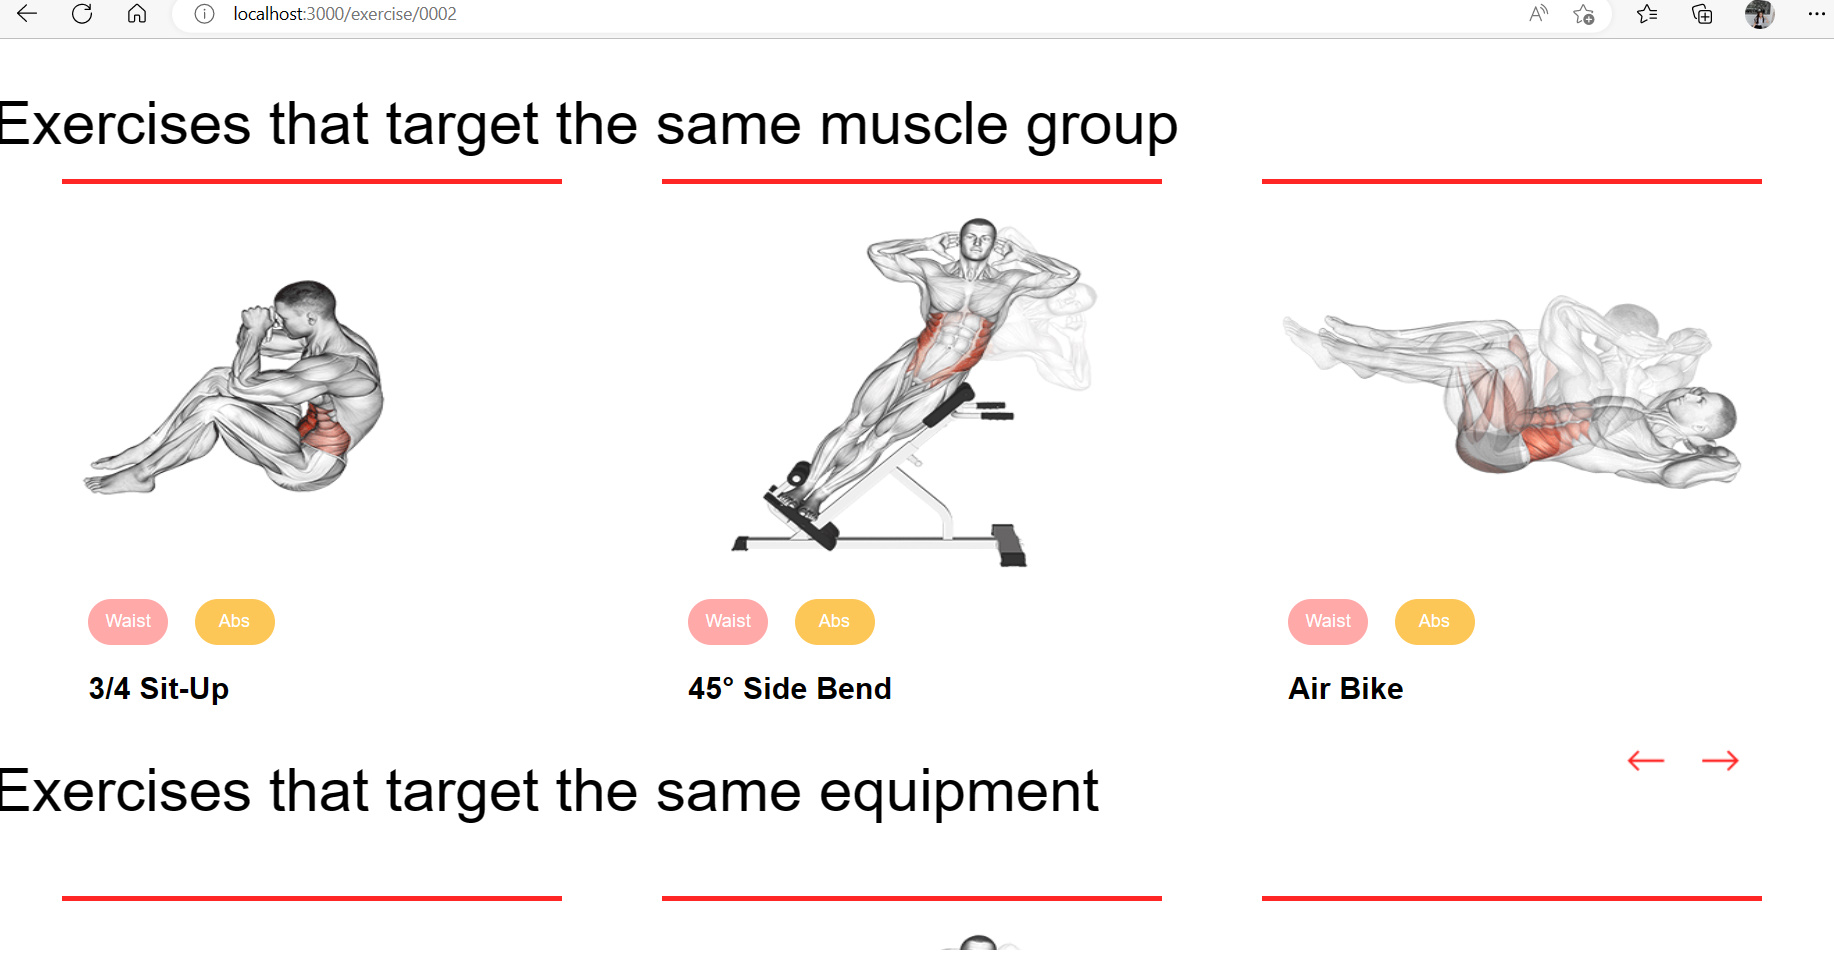 localhost:3000/exercise/0002
Exercises that target the same muscle group
Waist Abs
3/4 Sit-Up
Waist Abs
45° Side Bend
Waist Abs
Air Bike
Exercises that target the same equipment